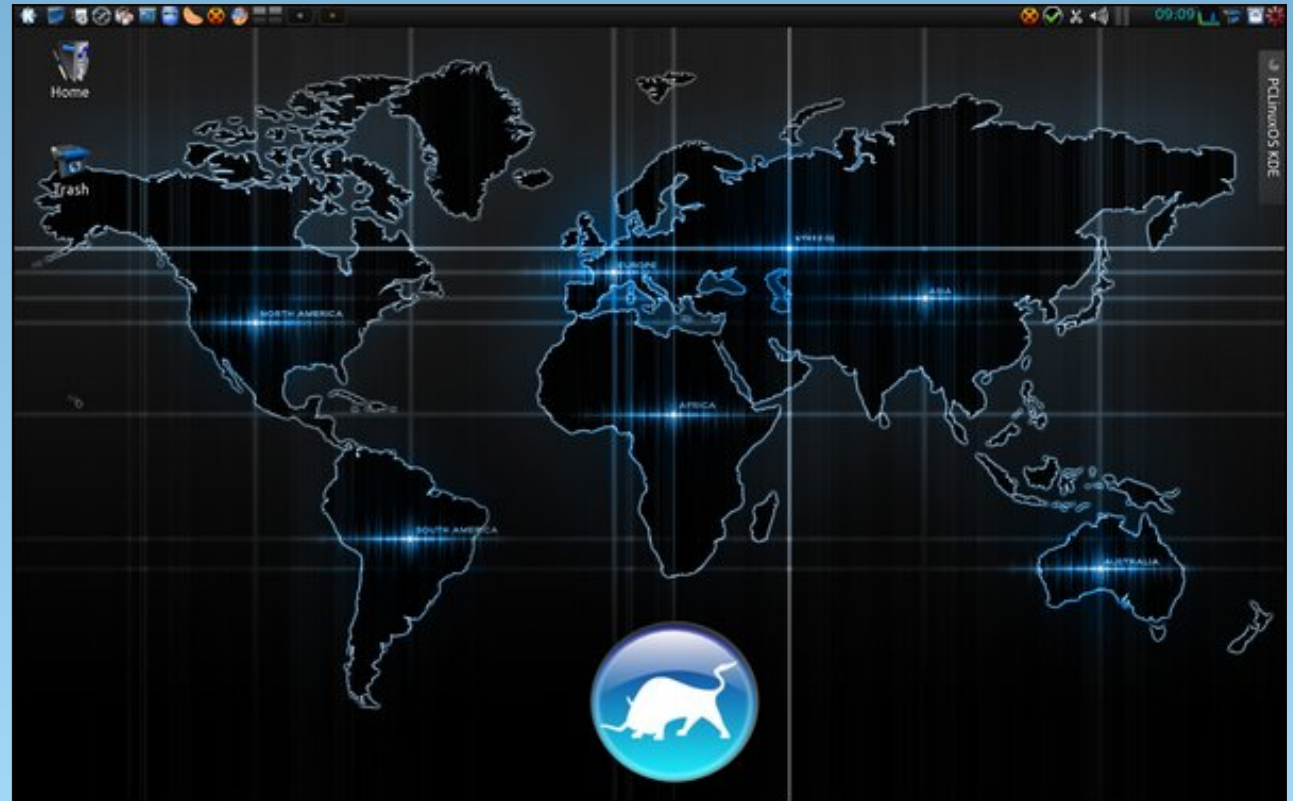 09:09
Home
PCLinuxOS KDE
Trash
EUROPE
ASIA
NORTH AMERICA
AFRICA
SOUTH AMERICA
AUSTRALIA